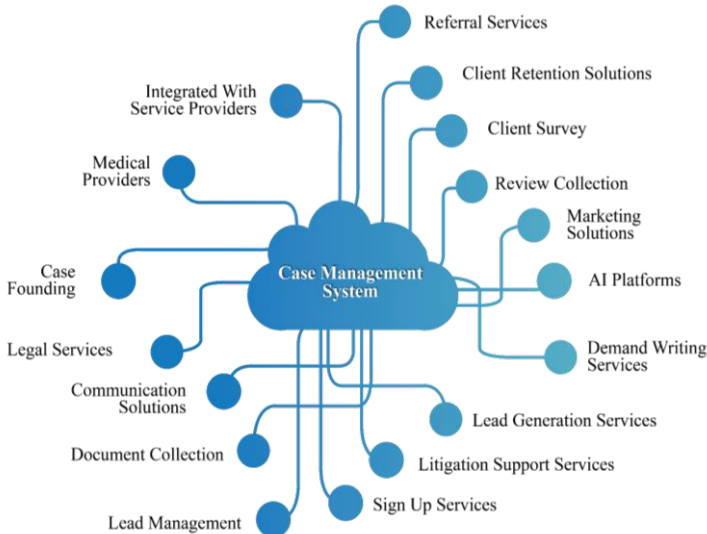 Referral Services
Client Retention Solutions
Integrated With
Service Providers
Client Survey
Medical
Providers
Review Collection
Marketing
Solutions
Case Management
System
Case
Founding
AI Platforms
Legal Services
Demand Writing
Services
Communication
Solutions
Lead Generation Services
Document Collection
Litigation Support Services
Sign Up Services
Lead Management